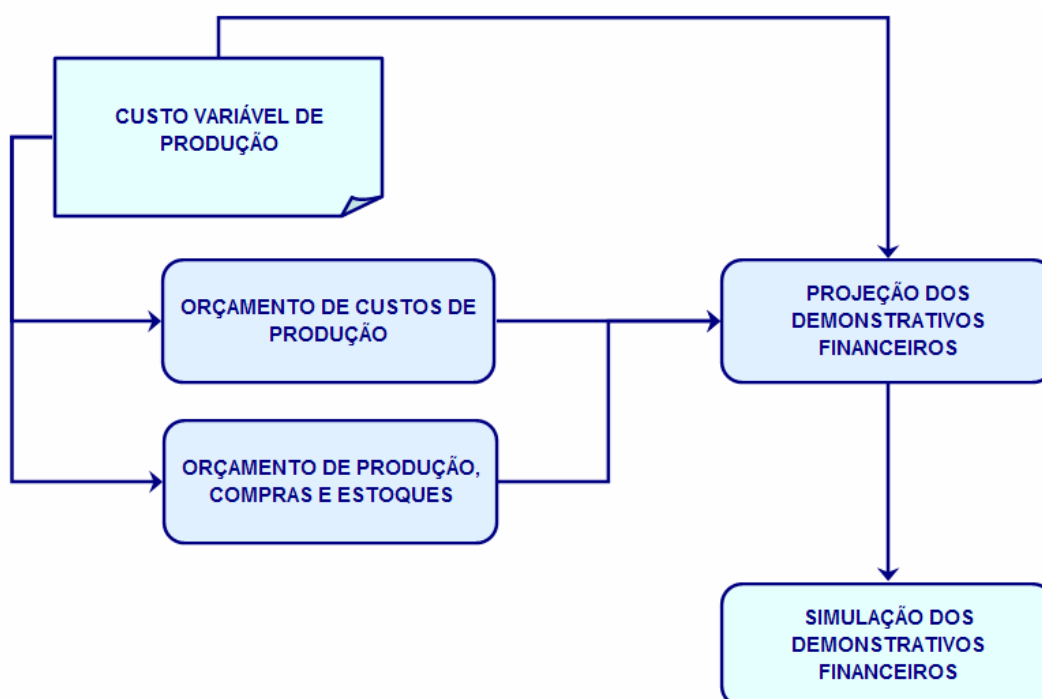 CUSTO VARIÁVEL DE
PRODUÇÃO
ORÇAMENTO DE CUSTOS DE
PRODUÇÃO
PROJEÇÃO DOS
DEMONSTRATIVOS
FINANCEIROS
ORÇAMENTO DE PRODUÇÃO,
COMPRAS E ESTOQUES
SIMULAÇÃO DOS
DEMONSTRATIVOS
FINANCEIROS